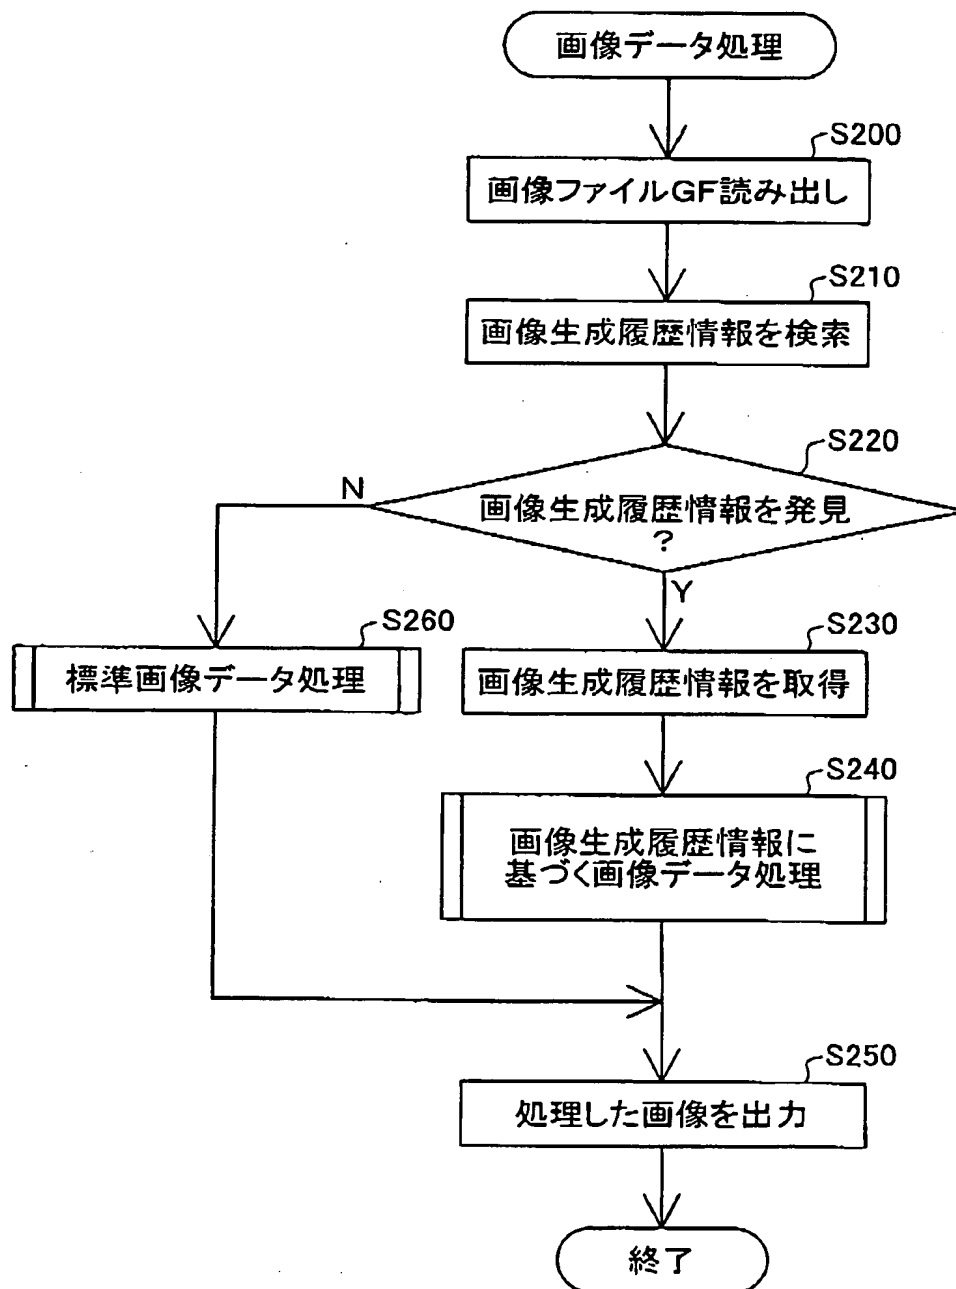 画像データ処理
S200
画像ファイルGF読み出し
S210
画像生成履歴情報を検索
S220
画像生成履歴情報を発見
?
N
Y
S260
標準画像データ処理
S230
画像生成履歴情報を取得
S240
画像生成履歴情報に
基づく画像データ処理
S250
処理した画像を出力
終了